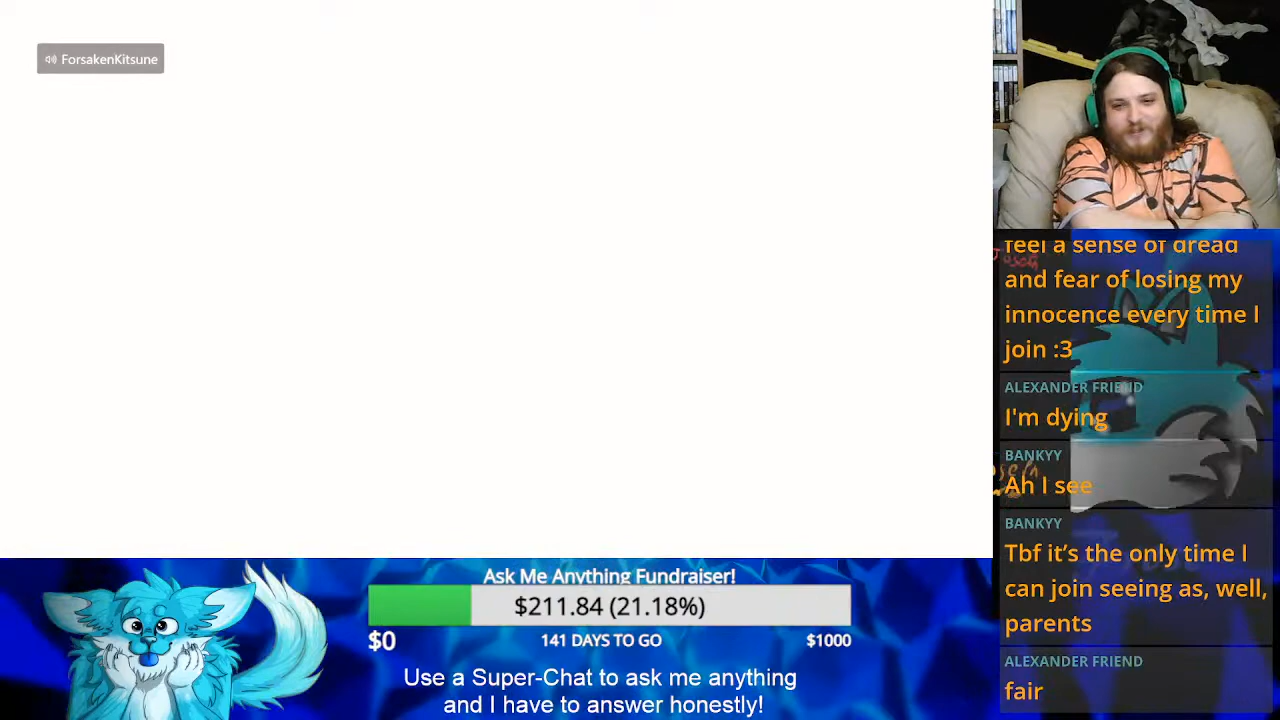 ForsakenKitsune
feel a sense of dread
and fear of losing my
innocence every time I
join :3
ALEXANDER FRIEND
I'm dying
BANKYY
Ah I see
BANKYY
Tbf it’s the only time I
can join seeing as, well,
parents
ALEXANDER FRIEND
fair
Ask Me Anything Fundraiser!
$211.84 (21.18%)
$0
141 DAYS TO GO
$1000
Use a Super-Chat to ask me anything
and I have to answer honestly!